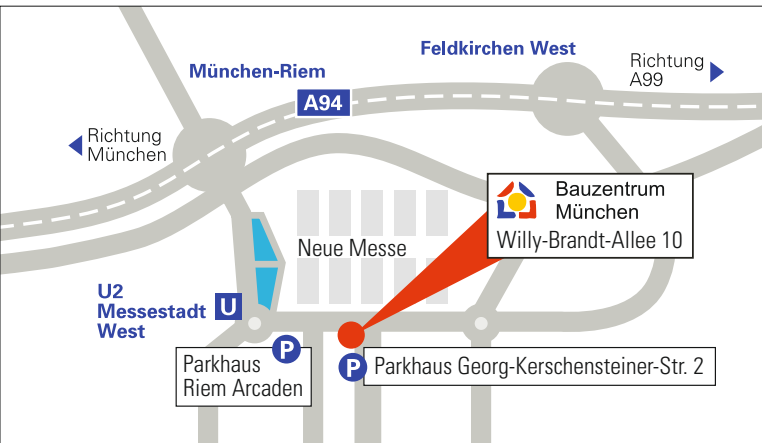 Feldkirchen West
Richtung
A99
München-Riem
A94
Richtung
München
Bauzentrum
München
Willy-Brandt-Allee 10
Neue Messe
U2
Messestadt
West
U
P
Parkhaus
Riem Arcaden
P
Parkhaus Georg-Kerschensteiner-Str. 2